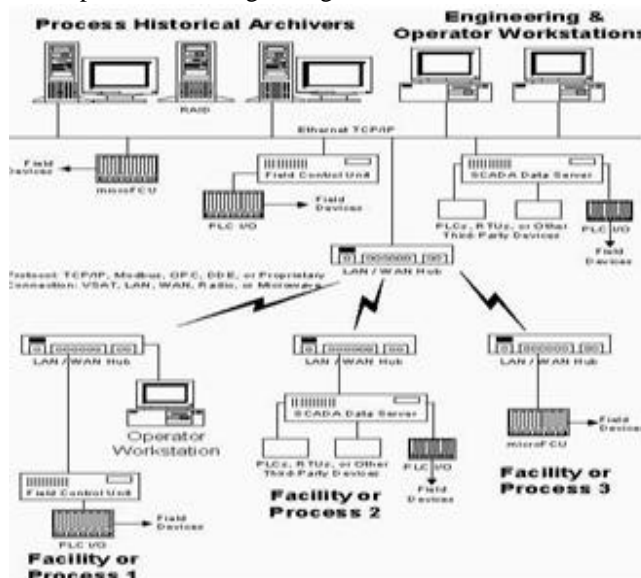 Process Historical Archivers
Engineering &
Operator Workstations
RAID
Ethernet TCP/IP
Field
Devices
microFCU
Field Control Unit
PLC I/O
Field
Devices
SCADA Data Server
PLCs, RTUs, or Other
Third-Party Devices
PLC I/O
Field
Devices
LAN / WAN Hub
Protocol: TCP/IP, Modbus, OPC, DDE, or Proprietary
Connection: VSAT, LAN, WAN, Radio, or Microwave
LAN / WAN Hub
Operator
Workstation
Field Control Unit
PLC I/O
Field
Devices
Facility or
Process 1
LAN / WAN Hub
SCADA Data Server
PLCs, RTUs, or Other
Third-Party Devices
PLC I/O
Field
Devices
Facility or
Process 2
LAN / WAN Hub
microFCU
Field
Devices
Facility or
Process 3